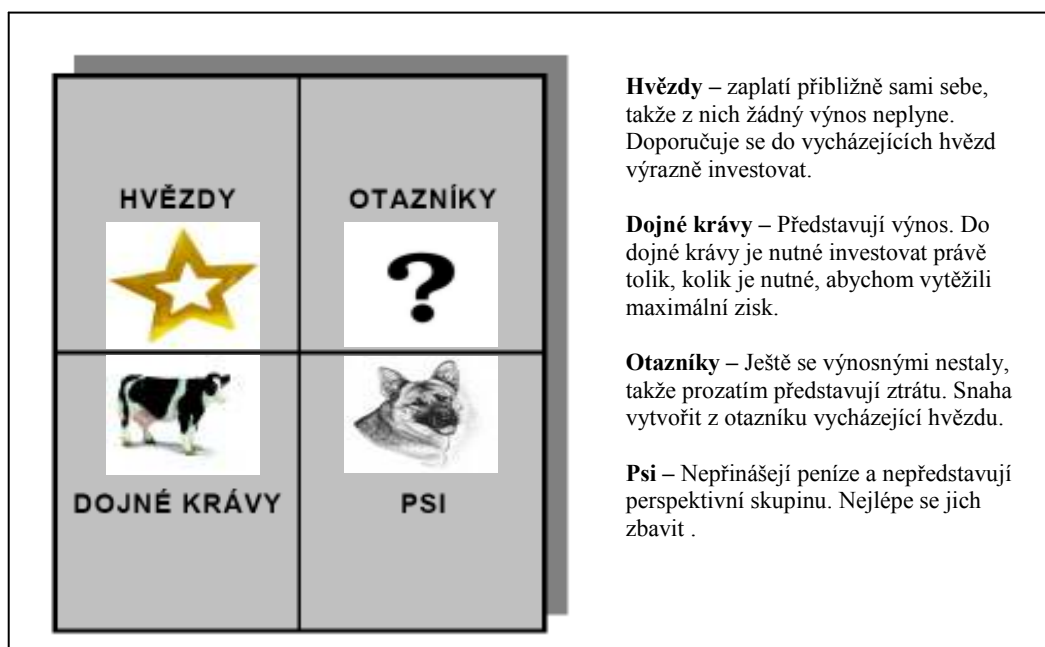 HVĚZDY
OTAZNÍKY
?
DOJNÉ KRÁVY
PSI
Hvězdy – zaplatí přibližně sami sebe,
takže z nich žádný výnos neplyne.
Doporučuje se do vycházejících hvězd
výrazně investovat.
Dojné krávy – Představují výnos. Do
dojné krávy je nutné investovat právě
tolik, kolik je nutné, abychom vytěžili
maximální zisk.
Otazníky – Ještě se výnosnými nestaly,
takže prozatím představují ztrátu. Snaha
vytvořit z otazníku vycházející hvězdu.
Psi – Nepřinášejí peníze a nepředstavují
perspektivní skupinu. Nejlépe se jich
zbavit .